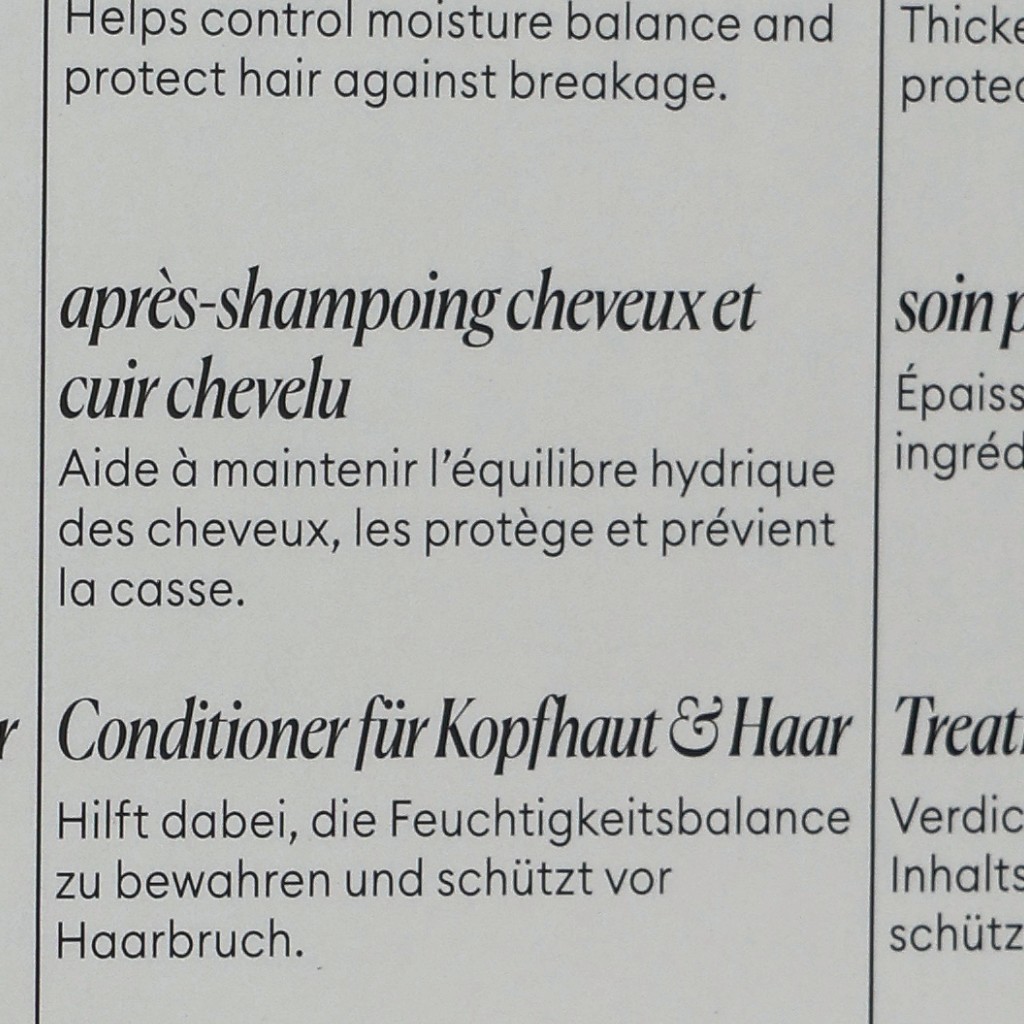 Helps control moisture balance and
protect hair against breakage.
après-shampoing cheveux et
cuir chevelu
Aide à maintenir l'équilibre hydrique
des cheveux, les protège et prévient
la casse.
Conditioner für Kopfhaut & Haar
Hilft dabei, die Feuchtigkeitsbalance
zu bewahren und schützt vor
Haarbruch.
soin